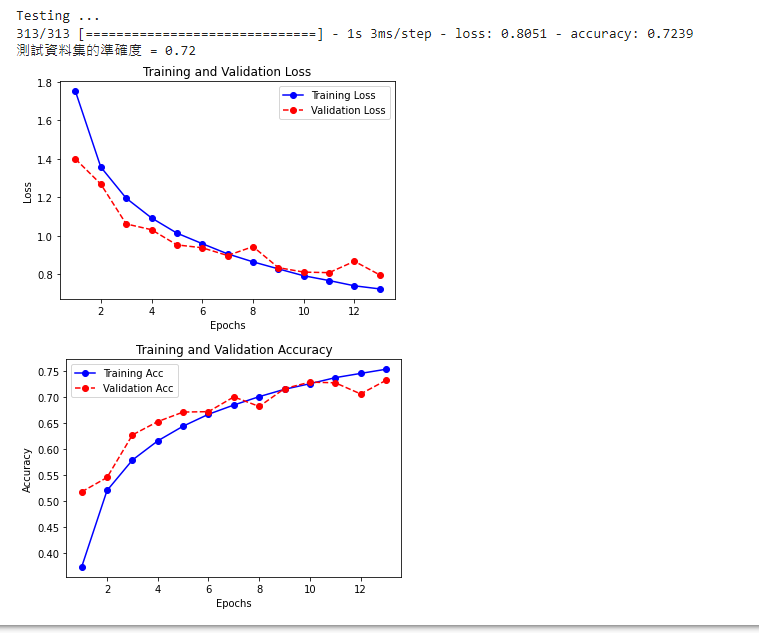 Testing ...
313/313 [==============================] - 1s 3ms/step - loss: 0.8051 - accuracy: 0.7239
測試資料集的準確度 = 0.72
Training and Validation Loss
Training Loss
Validation Loss
1.8
1.6
1.4
1.2
1.0
0.8
Loss
2 4 6 8 10 12
Epochs
Training and Validation Accuracy
Training Acc
Validation Acc
0.75
0.70
0.65
0.60
0.55
0.50
0.45
0.40
Accuracy
2 4 6 8 10 12
Epochs